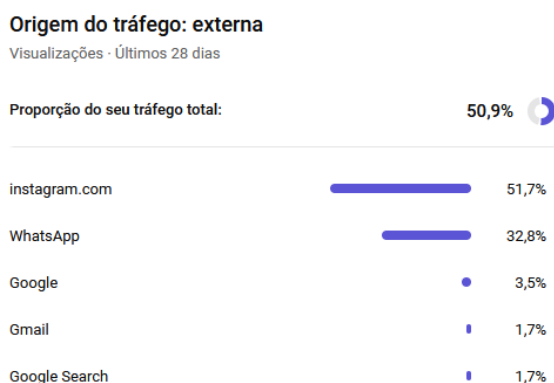 Origem do tráfego: externa
Visualizações · Últimos 28 dias
Proporção do seu tráfego total: 50,9%
instagram.com 51,7%
WhatsApp 32,8%
Google 3,5%
Gmail 1,7%
Google Search 1,7%